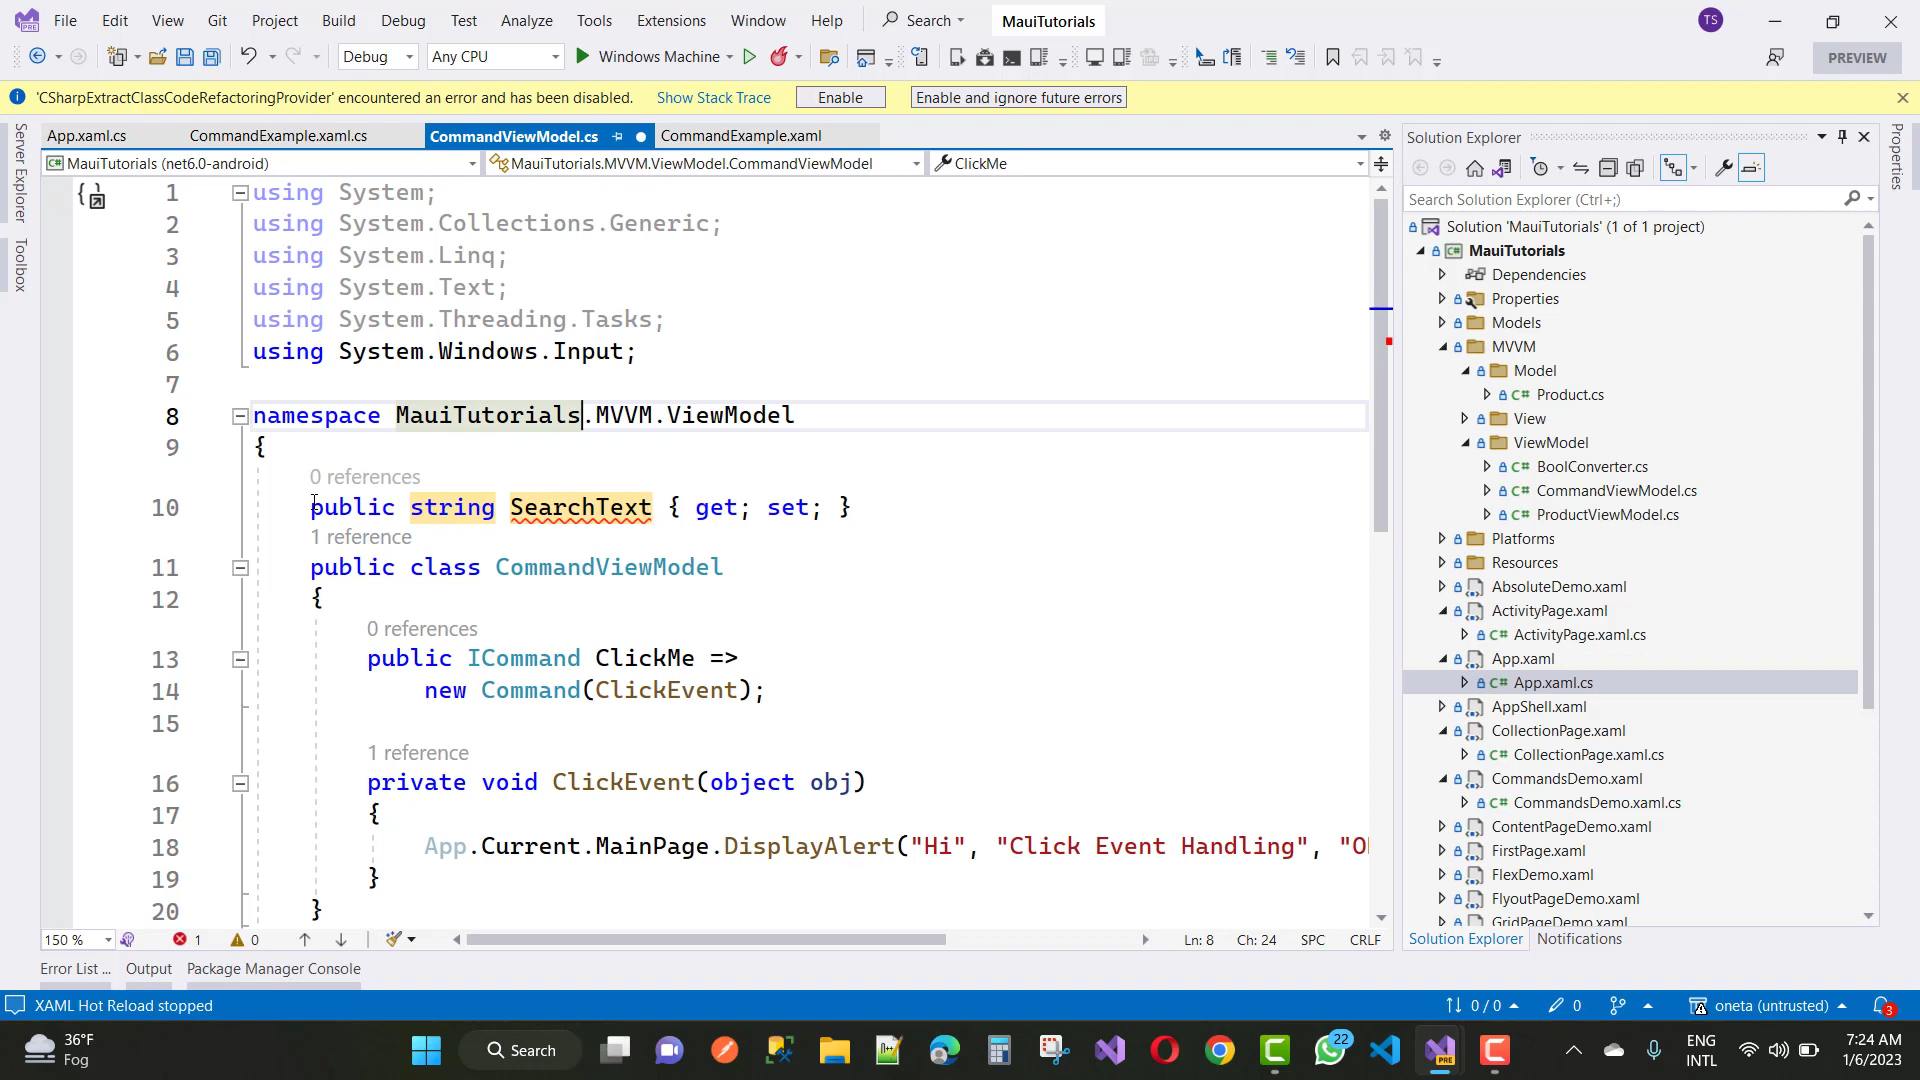 File Edit View Git Project Build Debug Test Analyze Tools Extensions Window Help Search MauiTutorials TS
Debug Any CPU Windows Machine PREVIEW
'CSharpExtractClassCodeRefactoringProvider' encountered an error and has been disabled. Show Stack Trace Enable Enable and ignore future errors
Server Explorer
Toolbox
App.xaml.cs CommandExample.xaml.cs CommandViewModel.cs CommandExample.xaml
MauiTutorials (net6.0-android) MauiTutorials.MVVM.ViewModel.CommandViewModel ClickMe
1 using System;
2 using System.Collections.Generic;
3 using System.Linq;
4 using System.Text;
5 using System.Threading.Tasks;
6 using System.Windows.Input;
7
8 namespace MauiTutorials.MVVM.ViewModel
9 {
0 references
10 public string SearchText { get; set; }
1 reference
11 public class CommandViewModel
12 {
0 references
13 public ICommand ClickMe =>
14 new Command(ClickEvent);
15
1 reference
16 private void ClickEvent(object obj)
17 {
18 App.Current.MainPage.DisplayAlert("Hi", "Click Event Handling", "O
19 }
20 }
150 % 1 0 Ln: 8 Ch: 24 SPC CRLF
Error List ... Output Package Manager Console
Solution Explorer
Search Solution Explorer (Ctrl+;)
Solution 'MauiTutorials' (1 of 1 project)
MauiTutorials
Dependencies
Properties
Models
MVVM
Model
Product.cs
View
ViewModel
BoolConverter.cs
CommandViewModel.cs
ProductViewModel.cs
Platforms
Resources
AbsoluteDemo.xaml
ActivityPage.xaml
ActivityPage.xaml.cs
App.xaml
App.xaml.cs
AppShell.xaml
CollectionPage.xaml
CollectionPage.xaml.cs
CommandsDemo.xaml
CommandsDemo.xaml.cs
ContentPageDemo.xaml
FirstPage.xaml
FlexDemo.xaml
FlyoutPageDemo.xaml
GridPageDemo.xaml
Solution Explorer Notifications
Properties
XAML Hot Reload stopped 0 / 0 0 oneta (untrusted) 3
36°F
Fog
Search
PRE
22
ENG
INTL
7:24 AM
1/6/2023